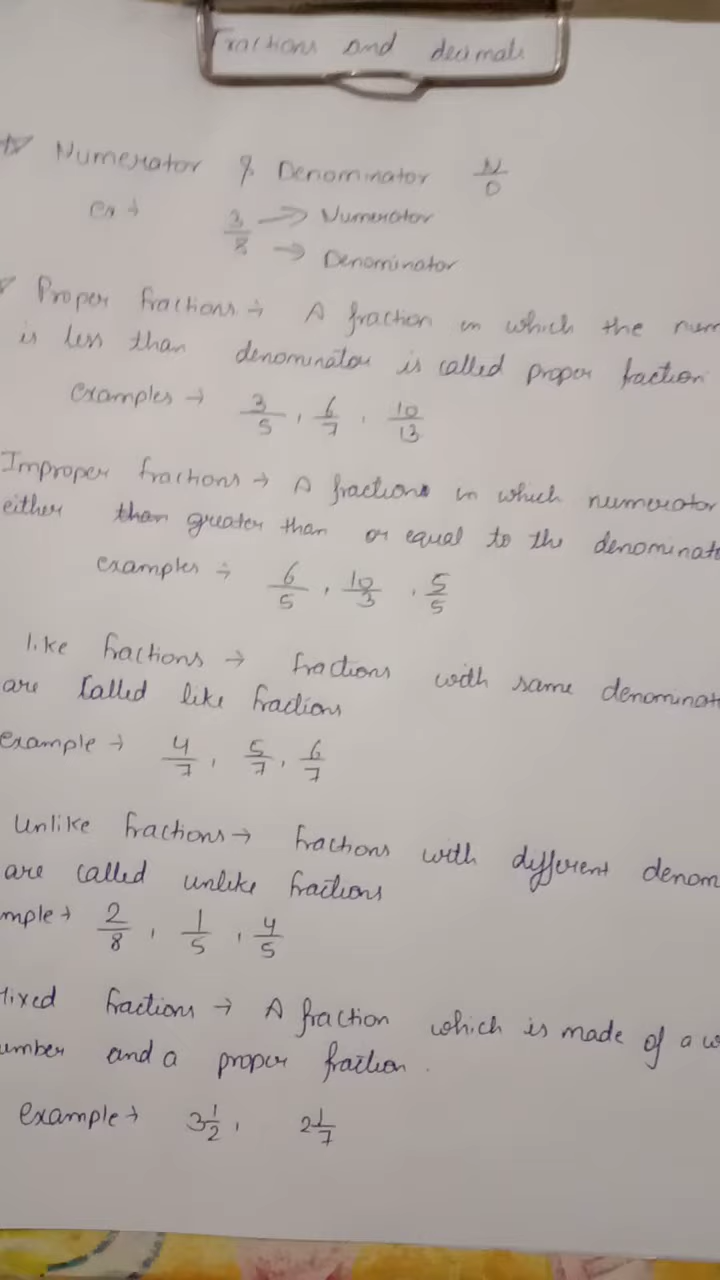 Fractions and decimals
Numerator & Denominator N/D
ex → 3/8 → Numerator
→ Denominator
Proper fractions → A fraction in which the num
is less than denominator is called proper fraction
examples → 3/5, 6/7, 10/13
Improper fractions → A fractions in which numerator
either than greater than or equal to the denominat
examples → 6/5, 10/3, 5/5
like fractions → fractions with same denominat
are called like fractions
example → 4/7, 5/7, 6/7
Unlike fractions → fractions with different denom
are called unlike fractions
mple → 2/8, 1/5, 4/5
Mixed fractions → A fraction which is made of a w
umber and a proper fraction.
example → 3 1/2, 2 1/7